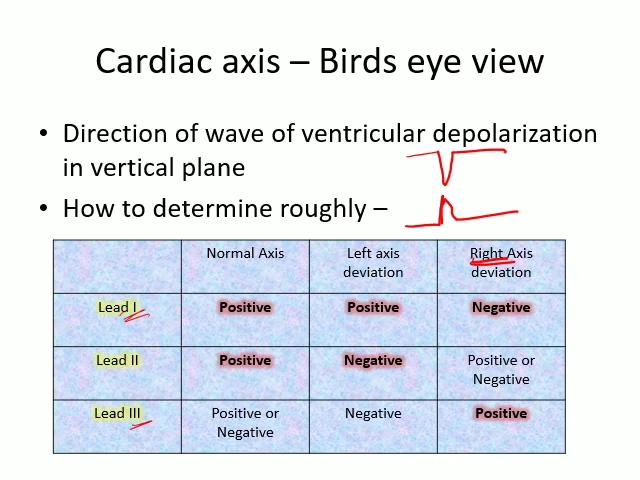 Cardiac axis – Birds eye view
• Direction of wave of ventricular depolarization
in vertical plane
• How to determine roughly –
Normal Axis Left axis Right Axis
deviation deviation
Lead I Positive Positive Negative
Lead II Positive Negative Positive or
Negative
Lead III Positive or Negative Positive
Negative